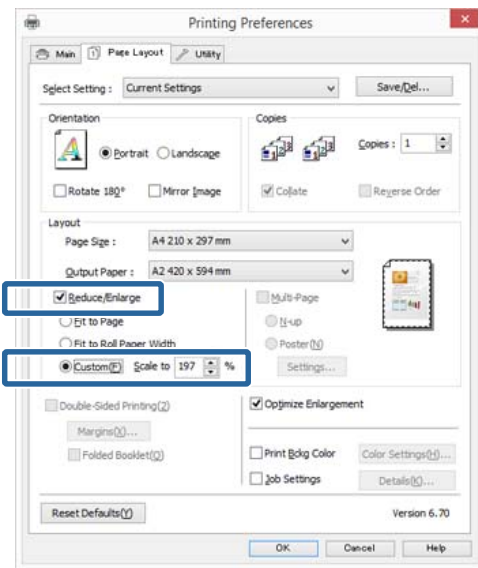 Printing Preferences
Main Page Layout Utility
Select Setting : Current Settings Save/Del...
Orientation Copies
Portrait Landscape Copies : 1
Rotate 180° Mirror Image Collate Reverse Order
Layout
Page Size : A4 210 x 297 mm
Output Paper : A2 420 x 594 mm
Reduce/Enlarge Multi-Page
Fit to Page N-up
Fit to Roll Paper Width Poster(N)
Custom(F) Scale to 197 % Settings...
Double-Sided Printing(2) Optimize Enlargement
Margins(X)...
Folded Booklet(O) Print Bckg Color Color Settings(H)...
Job Settings Details(K)...
Reset Defaults(Y) Version 6.70
OK Cancel Help